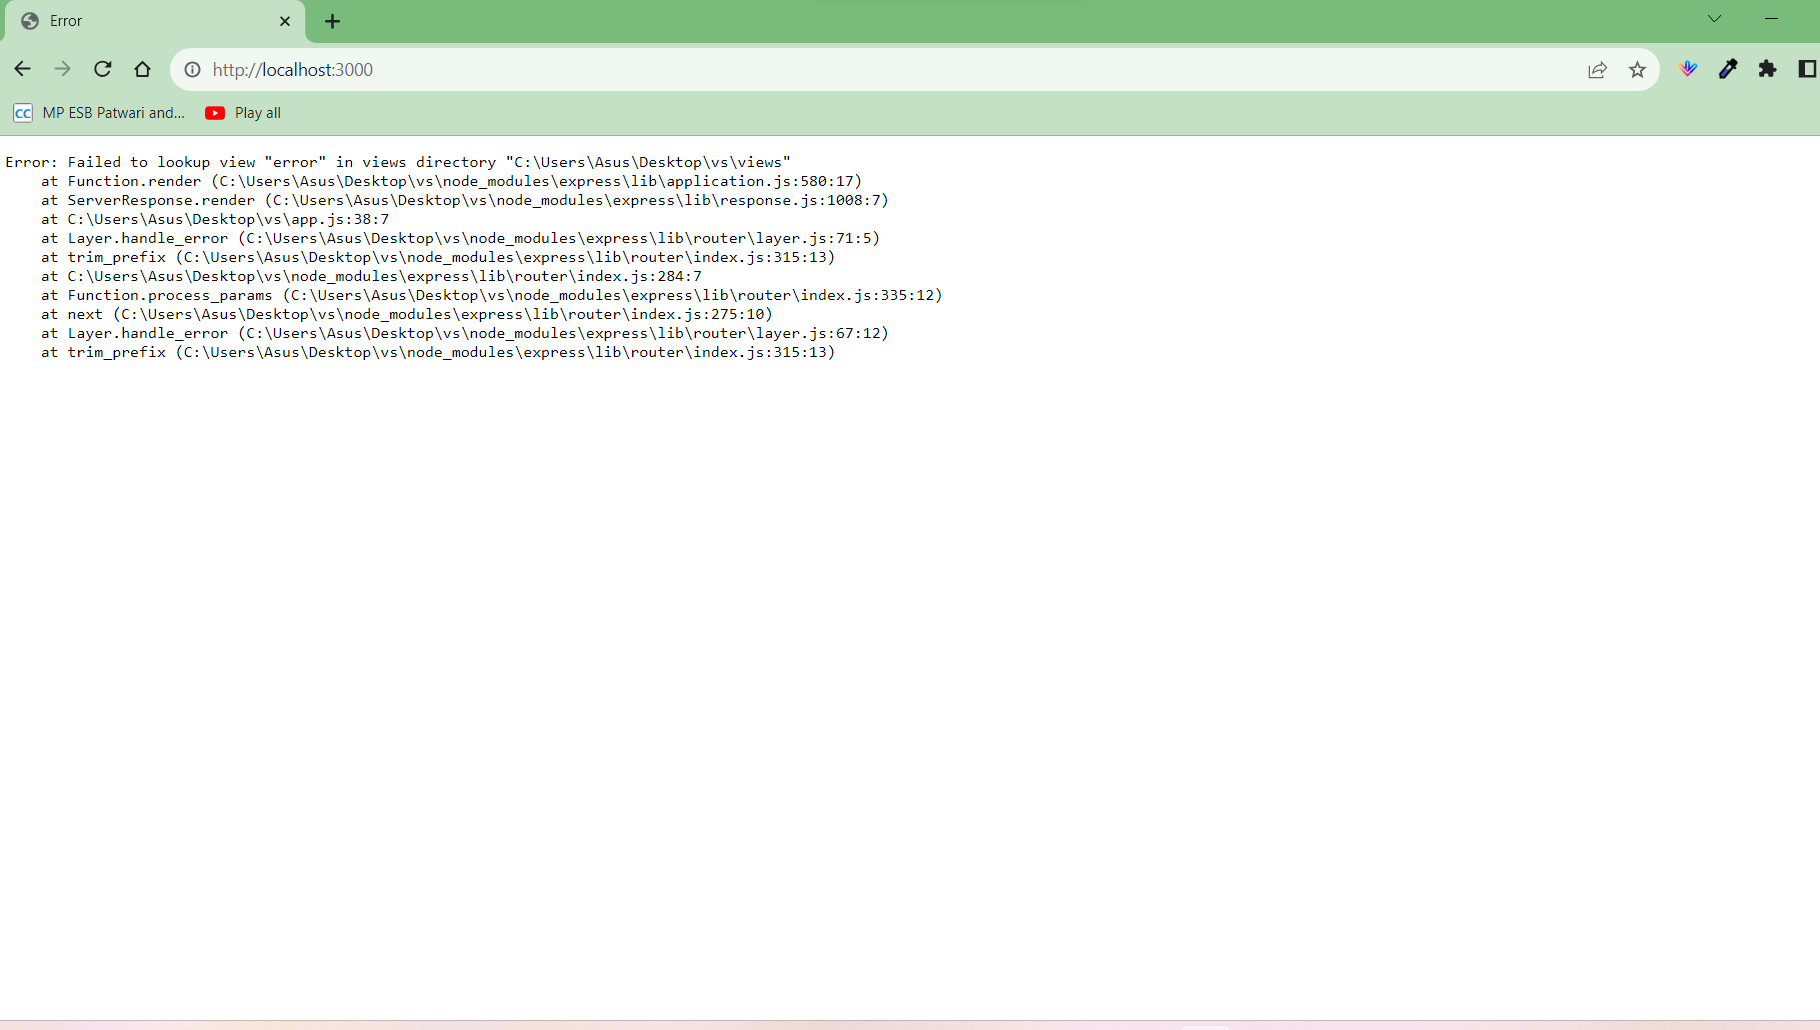 Error
http://localhost:3000
CC MP ESB Patwari and... Play all
Error: Failed to lookup view "error" in views directory "C:\Users\Asus\Desktop\vs\views"
at Function.render (C:\Users\Asus\Desktop\vs\node_modules\express\lib\application.js:580:17)
at ServerResponse.render (C:\Users\Asus\Desktop\vs\node_modules\express\lib\response.js:1008:7)
at C:\Users\Asus\Desktop\vs\app.js:38:7
at Layer.handle_error (C:\Users\Asus\Desktop\vs\node_modules\express\lib\router\layer.js:71:5)
at trim_prefix (C:\Users\Asus\Desktop\vs\node_modules\express\lib\router\index.js:315:13)
at C:\Users\Asus\Desktop\vs\node_modules\express\lib\router\index.js:284:7
at Function.process_params (C:\Users\Asus\Desktop\vs\node_modules\express\lib\router\index.js:335:12)
at next (C:\Users\Asus\Desktop\vs\node_modules\express\lib\router\index.js:275:10)
at Layer.handle_error (C:\Users\Asus\Desktop\vs\node_modules\express\lib\router\layer.js:67:12)
at trim_prefix (C:\Users\Asus\Desktop\vs\node_modules\express\lib\router\index.js:315:13)